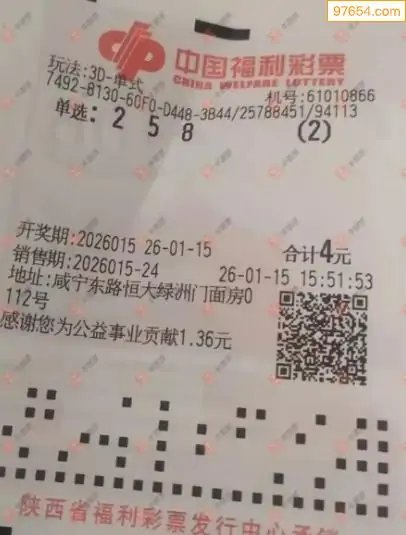 97654.com
中国福利彩票
CHINA WELFARE LOTTERY
玩法:3D-单式
机号:61010866
7492-8130-60F0-D448-3844/25788451/94113
单选: 2 5 8 (2)
开奖期:2026015 26-01-15 合计4元
销售期:2026015-24 26-01-15 15:51:53
地址:咸宁东路恒大绿洲门面房0
112号
感谢您为公益事业贡献1.36元
陕西省福利彩票发行中心承销